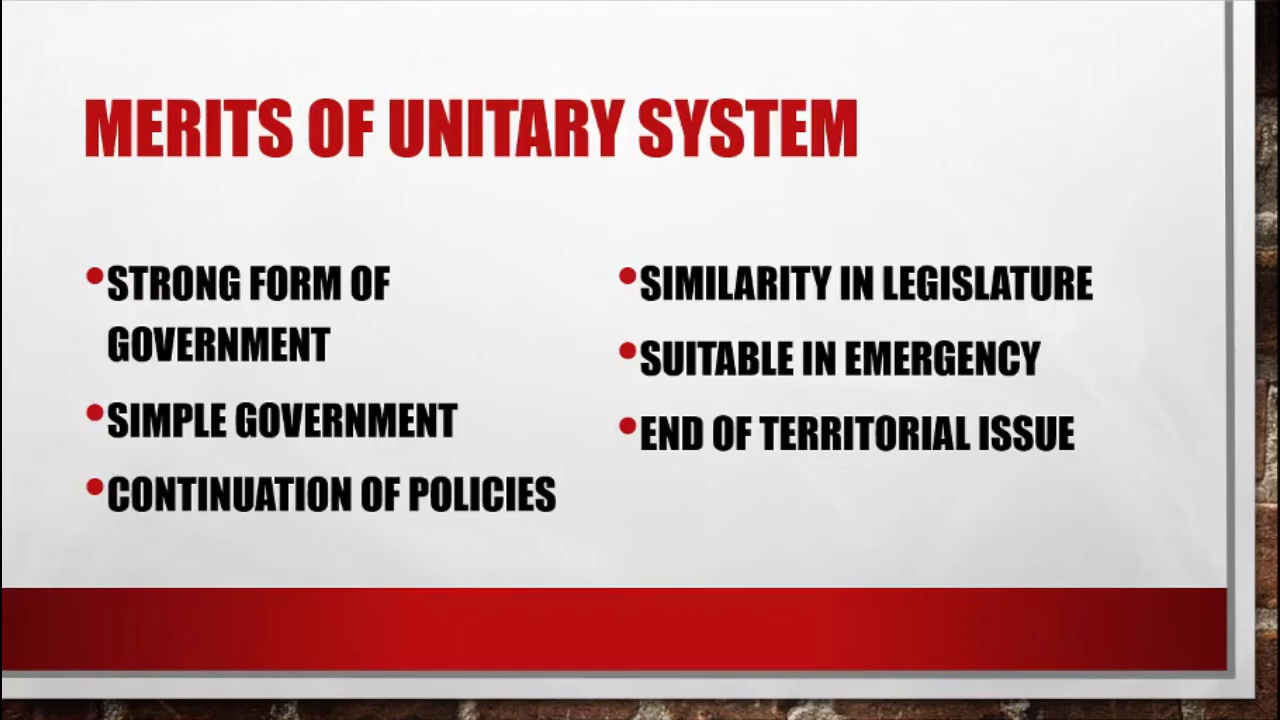 MERITS OF UNITARY SYSTEM
•STRONG FORM OF
GOVERNMENT
•SIMPLE GOVERNMENT
•CONTINUATION OF POLICIES
•SIMILARITY IN LEGISLATURE
•SUITABLE IN EMERGENCY
•END OF TERRITORIAL ISSUE